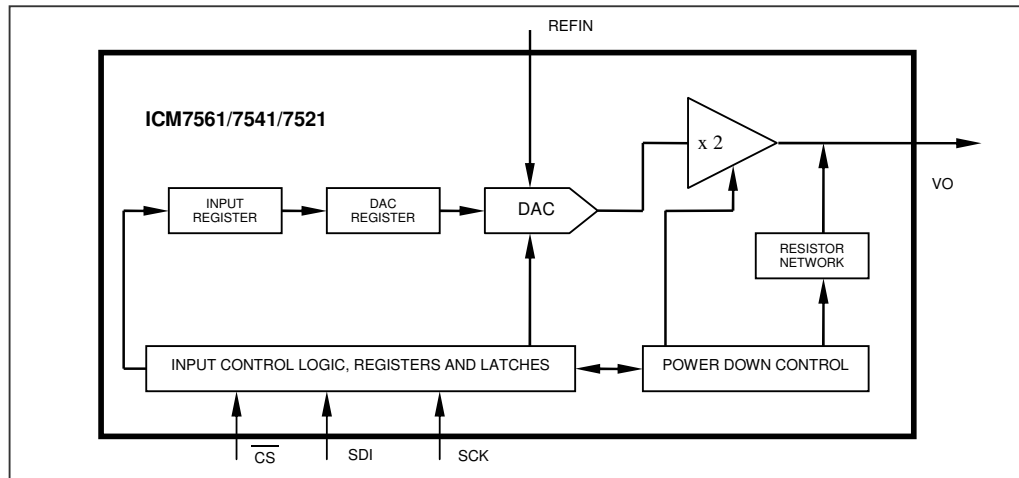 REFIN
ICM7561/7541/7521
x 2
VO
INPUT
REGISTER
DAC
REGISTER
DAC
RESISTOR
NETWORK
INPUT CONTROL LOGIC, REGISTERS AND LATCHES
POWER DOWN CONTROL
CS
SDI
SCK